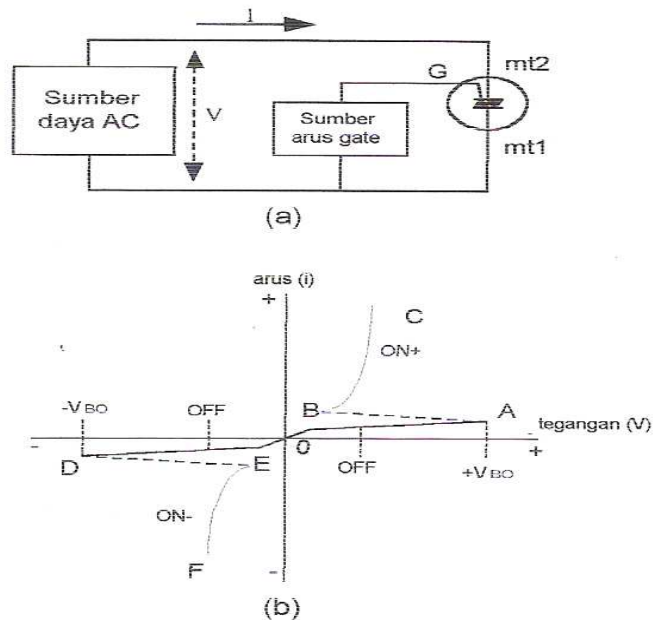 i
Sumber
daya AC
V
G
mt2
Sumber
arus gate
mt1
(a)
arus (i)
+
C
ON+
-VBO
OFF
B
A
tegangan (V)
-
0
-
+
D
E
OFF
+VBO
ON-
F
-
(b)